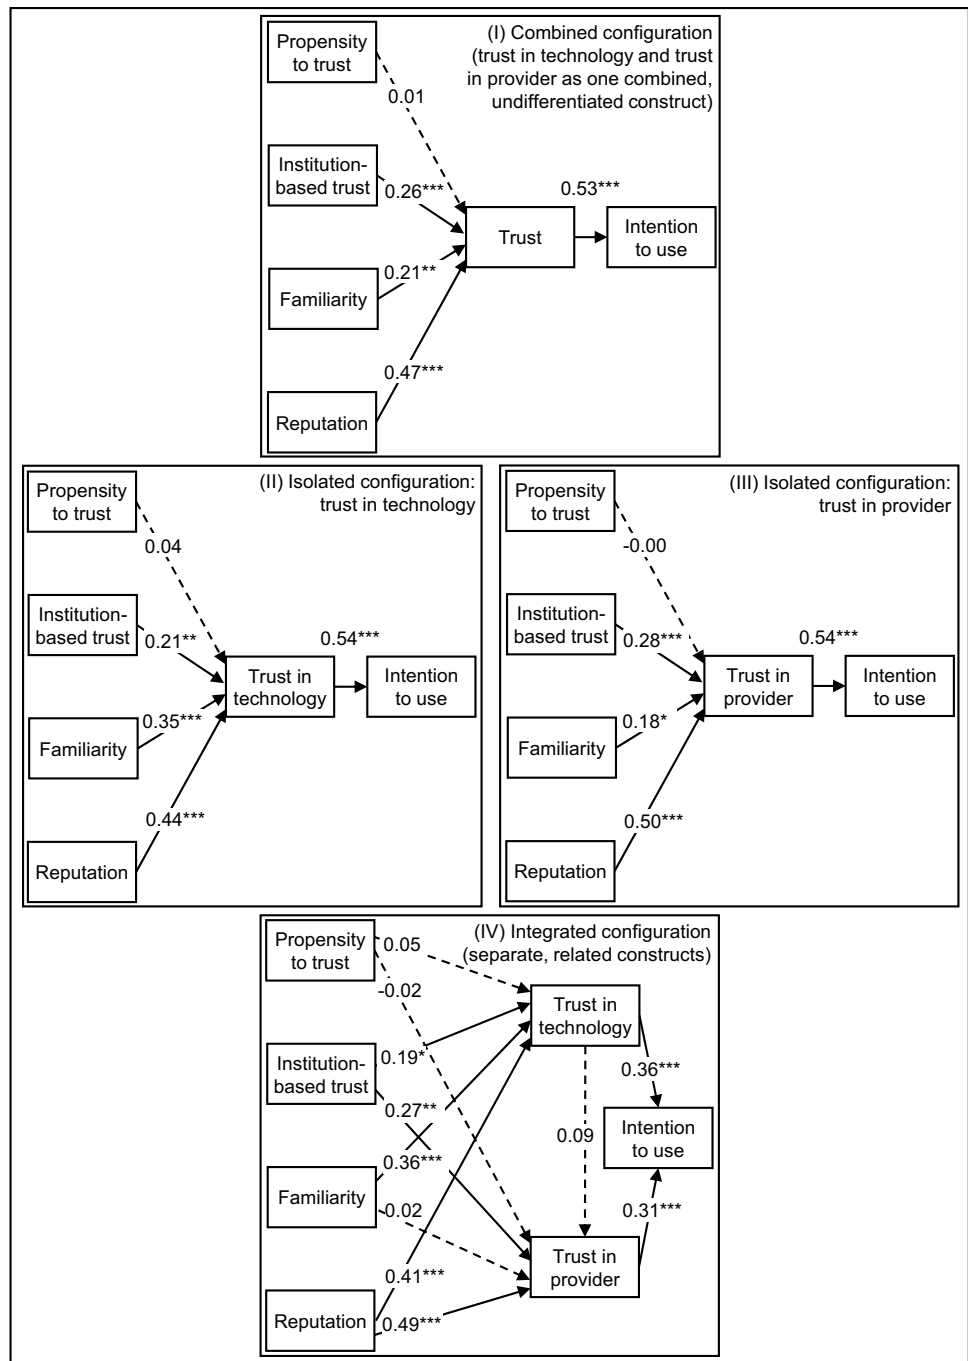 Propensity
to trust
(I) Combined configuration
(trust in technology and trust
in provider as one combined,
undifferentiated construct)
0.01
Institution-
based trust
0.26***
0.53***
Trust
Intention
to use
Familiarity
0.21**
0.47***
Reputation
Propensity
to trust
(II) Isolated configuration:
trust in technology
0.04
Institution-
based trust
0.21**
0.54***
Trust in
technology
Intention
to use
Familiarity
0.35***
0.44***
Reputation
Propensity
to trust
(III) Isolated configuration:
trust in provider
-0.00
Institution-
based trust
0.28***
0.54***
Trust in
provider
Intention
to use
Familiarity
0.18*
0.50***
Reputation
Propensity
to trust
(IV) Integrated configuration
(separate, related constructs)
0.05
-0.02
Trust in
technology
Institution-
based trust
0.19*
0.36***
0.27**
0.09
Intention
to use
0.36***
Familiarity
0.02
0.31***
Trust in
provider
0.41***
Reputation
0.49***